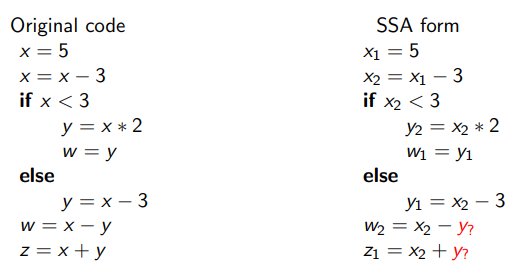 Original code
x = 5
x = x − 3
if x < 3
y = x ∗ 2
w = y
else
y = x − 3
w = x − y
z = x + y
SSA form
x₁ = 5
x₂ = x₁ − 3
if x₂ < 3
y₂ = x₂ ∗ 2
w₁ = y₁
else
y₁ = x₂ − 3
w₂ = x₂ − y?
z₁ = x₂ + y?